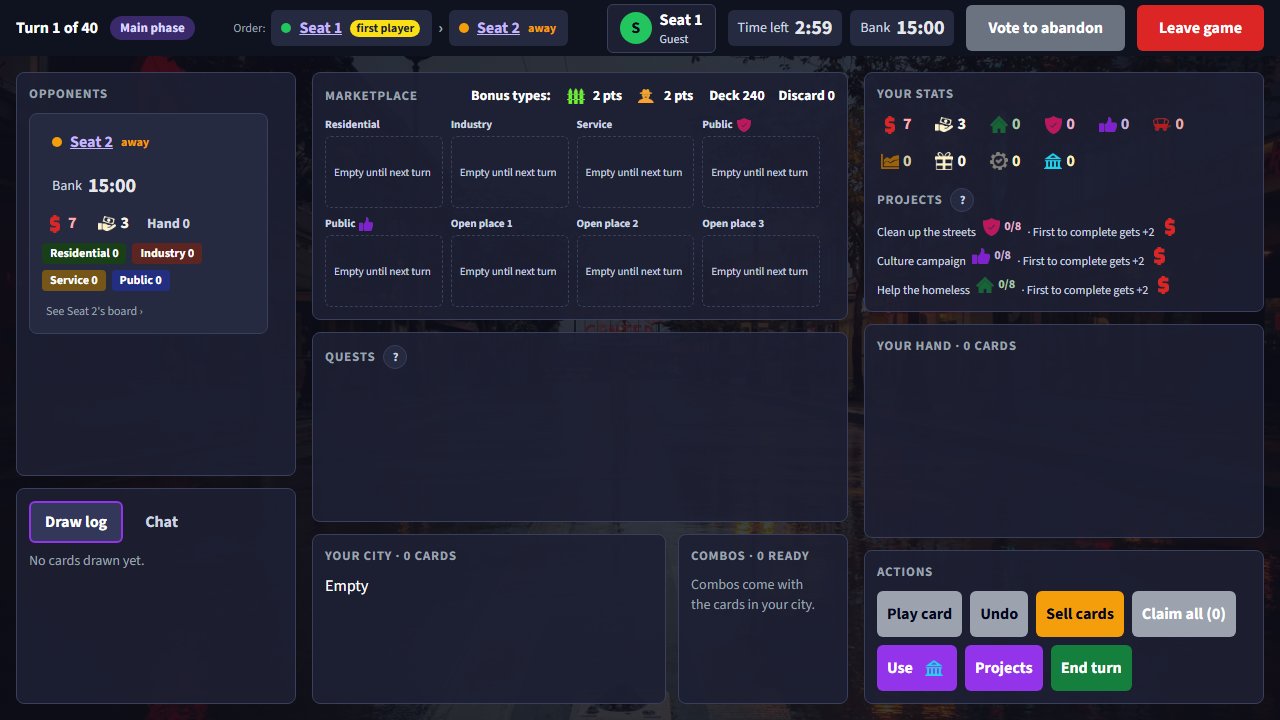 Turn 1 of 40
Main phase
Order:
Seat 1
first player
›
Seat 2
away
S
Seat 1
Guest
Time left 2:59
Bank 15:00
Vote to abandon
Leave game
OPPONENTS
Seat 2 away
Bank 15:00
7
3
Hand 0
Residential 0
Industry 0
Service 0
Public 0
See Seat 2's board ›
Draw log
Chat
No cards drawn yet.
MARKETPLACE
Bonus types:
2 pts
2 pts
Deck 240
Discard 0
Residential
Industry
Service
Public
Empty until next turn
Empty until next turn
Empty until next turn
Empty until next turn
Public
Open place 1
Open place 2
Open place 3
Empty until next turn
Empty until next turn
Empty until next turn
Empty until next turn
QUESTS ?
YOUR CITY · 0 CARDS
Empty
COMBOS · 0 READY
Combos come with
the cards in your city.
YOUR STATS
7
3
0
0
0
0
0
0
0
0
PROJECTS ?
Clean up the streets 0/8 · First to complete gets +2
Culture campaign 0/8 · First to complete gets +2
Help the homeless 0/8 · First to complete gets +2
YOUR HAND · 0 CARDS
ACTIONS
Play card
Undo
Sell cards
Claim all (0)
Use
Projects
End turn